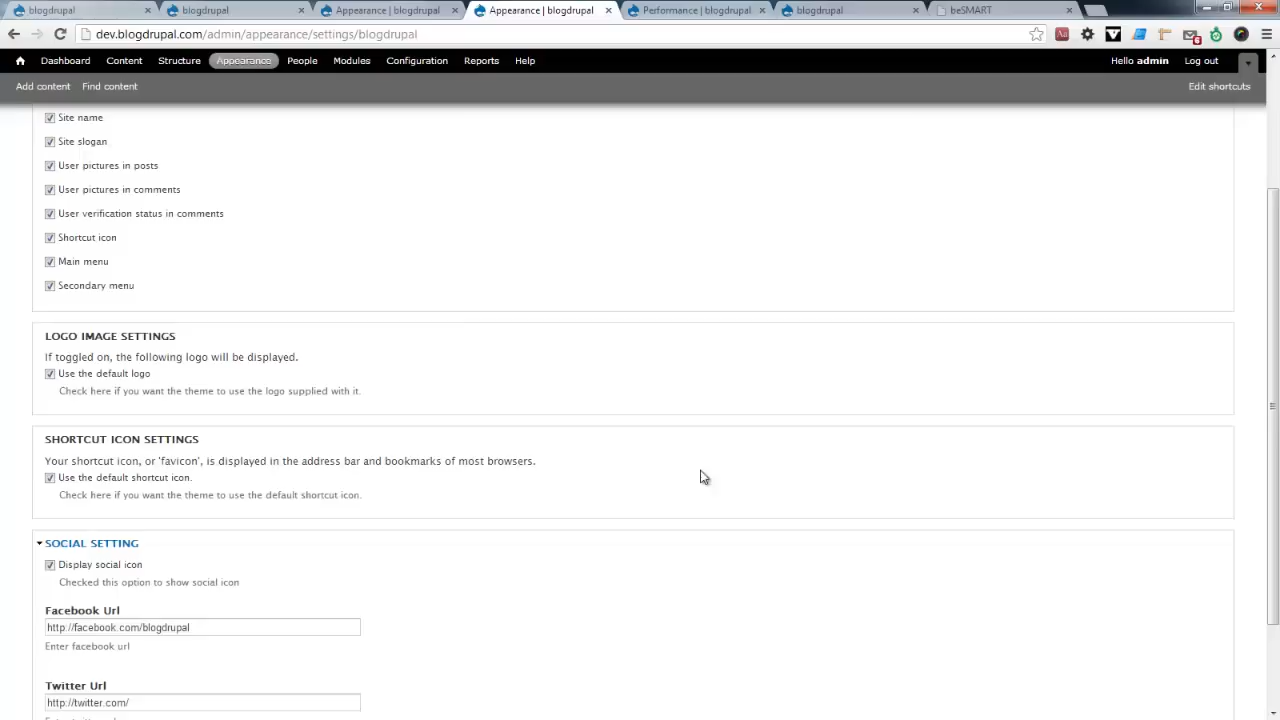 blogdrupal
blogdrupal
Appearance | blogdrupal
Appearance | blogdrupal
Performance | blogdrupal
blogdrupal
beSMART
dev.blogdrupal.com/admin/appearance/settings/blogdrupal
6
Dashboard
Content
Structure
Appearance
People
Modules
Configuration
Reports
Help
Hello admin
Log out
Add content
Find content
Edit shortcuts
Site name
Site slogan
User pictures in posts
User pictures in comments
User verification status in comments
Shortcut icon
Main menu
Secondary menu
LOGO IMAGE SETTINGS
If toggled on, the following logo will be displayed.
Use the default logo
Check here if you want the theme to use the logo supplied with it.
SHORTCUT ICON SETTINGS
Your shortcut icon, or 'favicon', is displayed in the address bar and bookmarks of most browsers.
Use the default shortcut icon.
Check here if you want the theme to use the default shortcut icon.
SOCIAL SETTING
Display social icon
Checked this option to show social icon
Facebook Url
http://facebook.com/blogdrupal
Enter facebook url
Twitter Url
http://twitter.com/